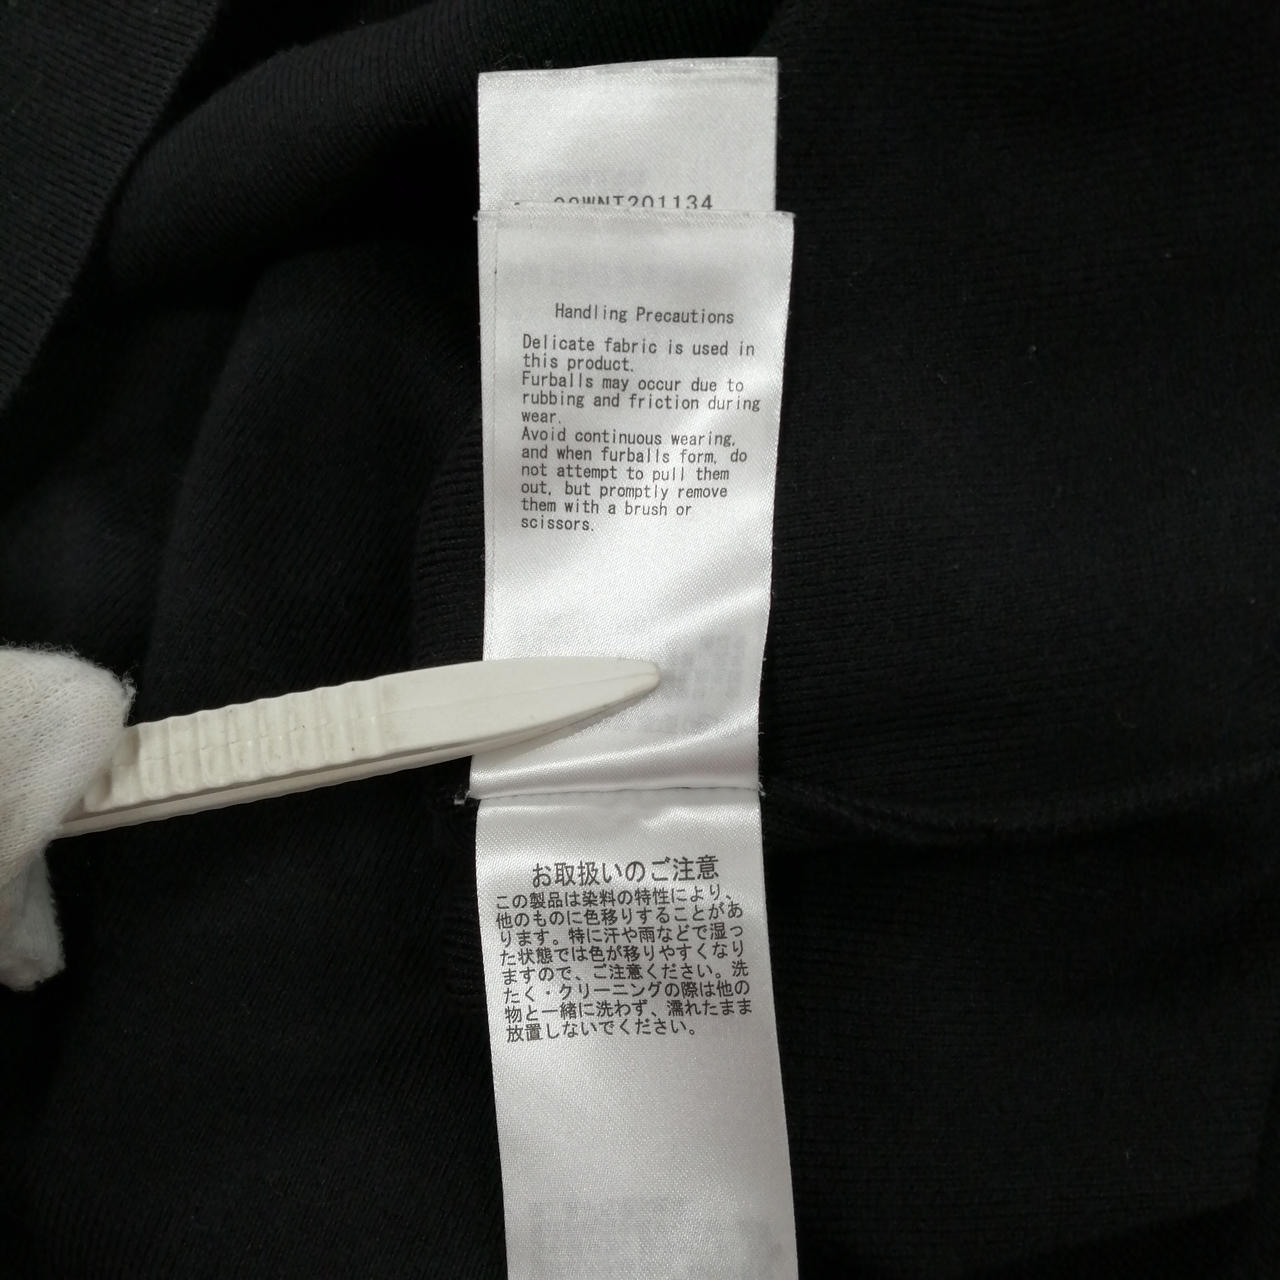 Handling Precautions
Delicate fabric is used in
this product.
Furballs may occur due to
rubbing and friction during
wear.
Avoid continuous wearing,
and when furballs form, do
not attempt to pull them
out, but promptly remove
them with a brush or
scissors.
お取扱いのご注意
この製品は染料の特性により、
他のものに色移りすることがあ
ります。特に汗や雨などで湿っ
た状態では色が移りやすくなり
ますので、ご注意ください。洗
たく・クリーニングの際は他の
物と一緒に洗わず、濡れたまま
放置しないでください。